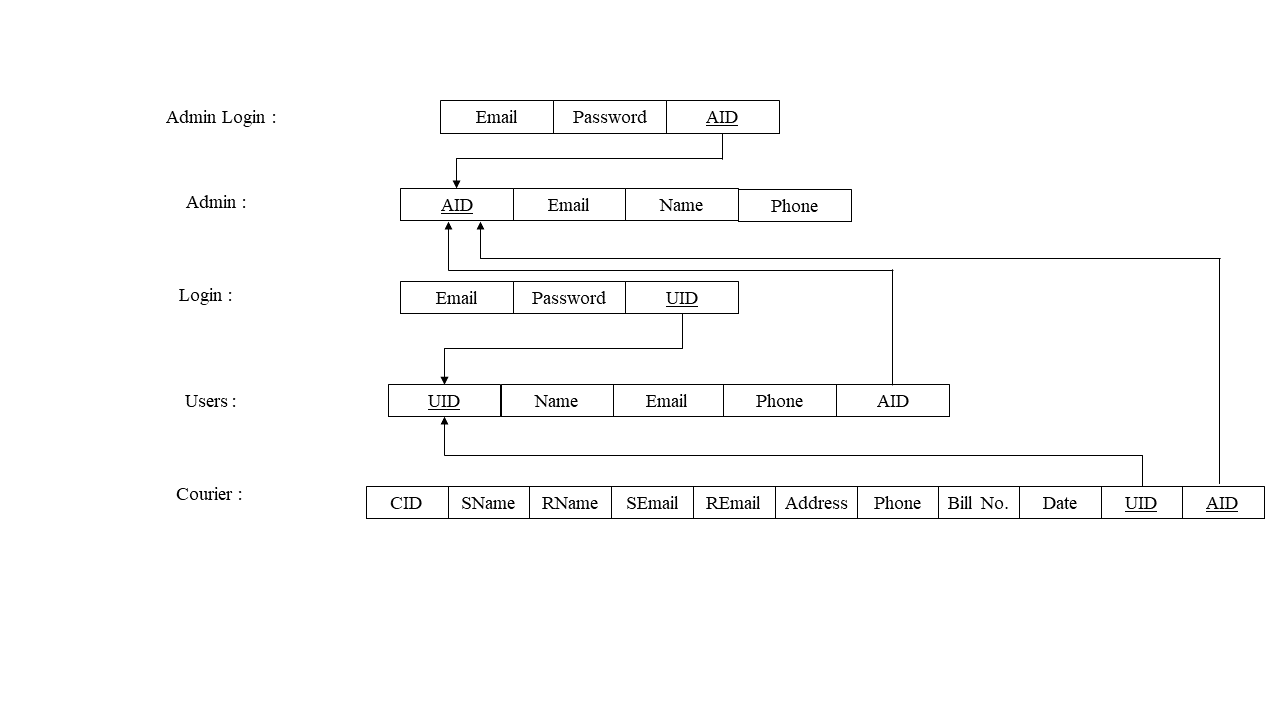 Admin Login : Email Password AID
Admin : AID Email Name Phone
Login : Email Password UID
Users : UID Name Email Phone AID
Courier : CID SName RName SEmail REmail Address Phone Bill No. Date UID AID